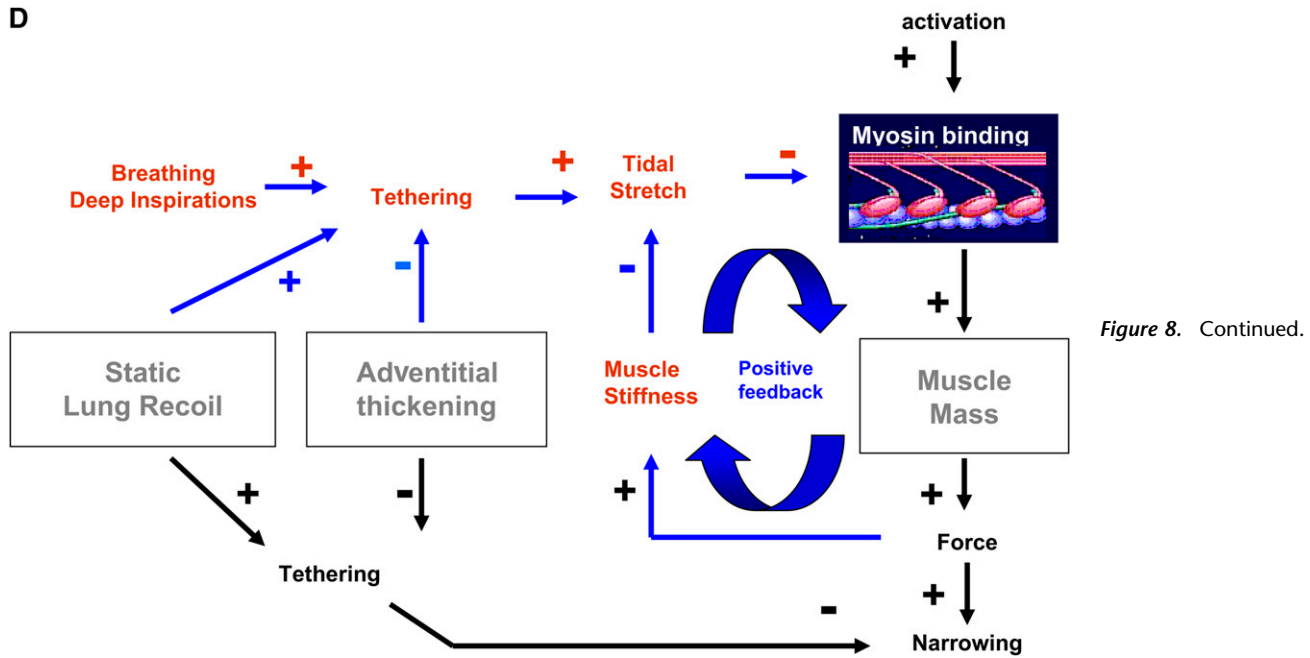 D
activation
+
Myosin binding
Breathing
Deep Inspirations
+
Tethering
+
Tidal
Stretch
-
+
-
-
+
Static
Lung Recoil
Adventitial
thickening
Muscle
Stiffness
Positive
feedback
Muscle
Mass
Figure 8. Continued.
+
-
+
+
Tethering
Force
-
+
Narrowing